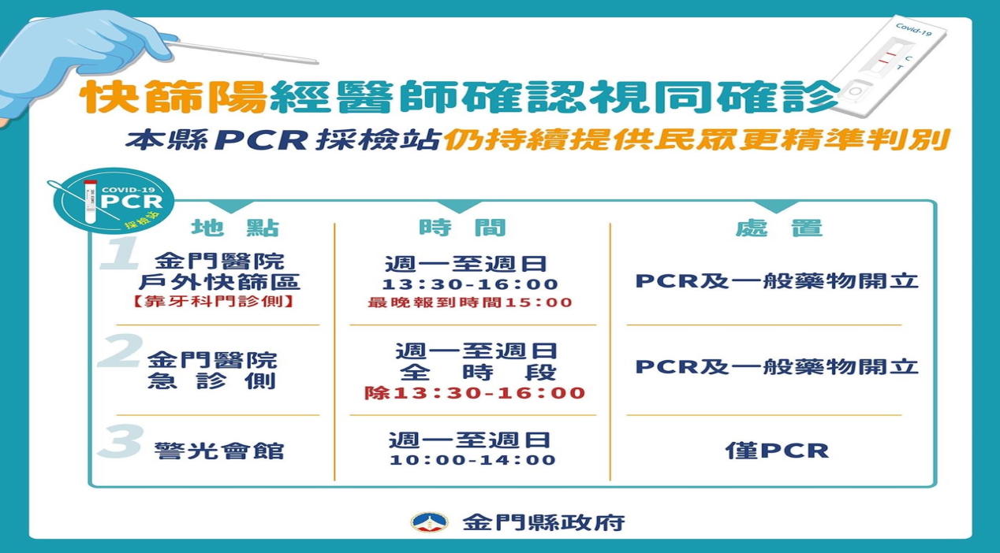 Covid-19
C
T
快篩陽經醫師確認視同確診
本縣PCR採檢站仍持續提供民眾更精準判別
COVID-19
PCR
採檢站
地點 時間 處置
1
金門醫院
戶外快篩區
【靠牙科門診側】
週一至週日
13:30-16:00
最晚報到時間15:00
PCR及一般藥物開立
2
金門醫院
急診側
週一至週日
全時段
除13:30-16:00
PCR及一般藥物開立
3
警光會館
週一至週日
10:00-14:00
僅PCR
金門縣政府